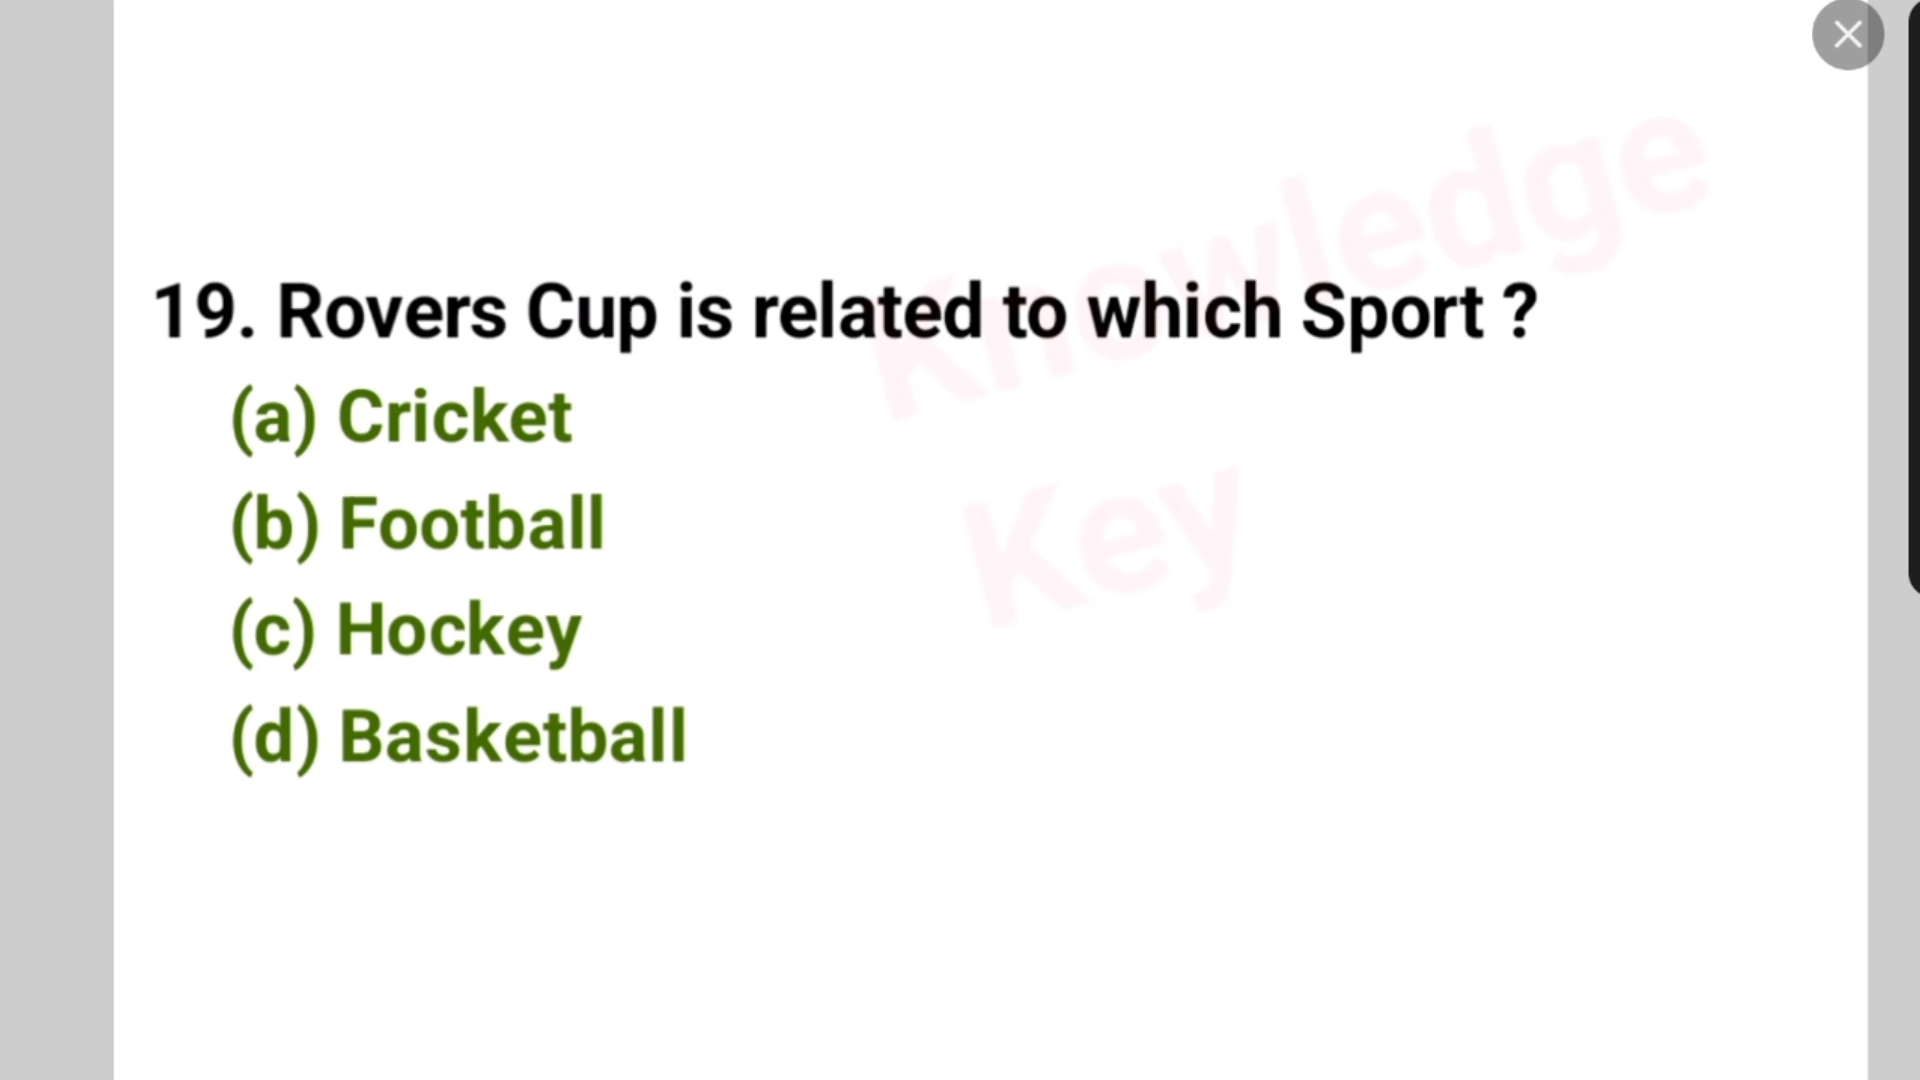 Knowledge
19. Rovers Cup is related to which Sport ?
(a) Cricket
(b) Football
Key
(c) Hockey
(d) Basketball